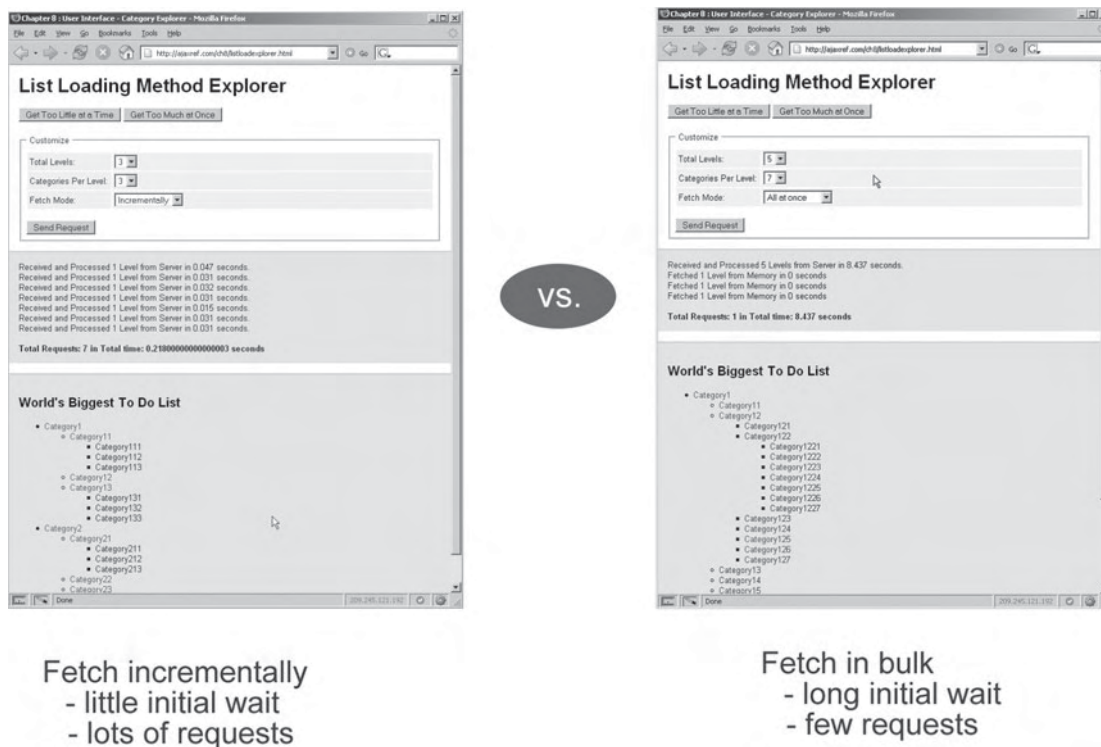 Chapter 8 : User Interface - Category Explorer - Mozilla Firefox
File Edit View Go Bookmarks Tools Help
http://ajaxref.com/ch8/listloadexplorer.html
List Loading Method Explorer
Get Too Little at a Time Get Too Much at Once
Customize
Total Levels: 3
Categories Per Level: 3
Fetch Mode: Incrementally
Send Request
Received and Processed 1 Level from Server in 0.047 seconds.
Received and Processed 1 Level from Server in 0.031 seconds.
Received and Processed 1 Level from Server in 0.032 seconds.
Received and Processed 1 Level from Server in 0.031 seconds.
Received and Processed 1 Level from Server in 0.015 seconds.
Received and Processed 1 Level from Server in 0.031 seconds.
Received and Processed 1 Level from Server in 0.031 seconds.
Total Requests: 7 in Total time: 0.21800000000000003 seconds
World's Biggest To Do List
Category1
Category11
Category111
Category112
Category113
Category12
Category13
Category131
Category132
Category133
Category2
Category21
Category211
Category212
Category213
Category22
Category23
Done 209.245.121.192
Fetch incrementally
- little initial wait
- lots of requests
vs.
Chapter 8 : User Interface - Category Explorer - Mozilla Firefox
File Edit View Go Bookmarks Tools Help
http://ajaxref.com/ch8/listloadexplorer.html
List Loading Method Explorer
Get Too Little at a Time Get Too Much at Once
Customize
Total Levels: 5
Categories Per Level: 7
Fetch Mode: All at once
Send Request
Received and Processed 5 Levels from Server in 8.437 seconds.
Fetched 1 Level from Memory in 0 seconds
Fetched 1 Level from Memory in 0 seconds
Fetched 1 Level from Memory in 0 seconds
Total Requests: 1 in Total time: 8.437 seconds
World's Biggest To Do List
Category1
Category11
Category12
Category121
Category122
Category1221
Category1222
Category1223
Category1224
Category1225
Category1226
Category1227
Category123
Category124
Category125
Category126
Category127
Category13
Category14
Category15
Done 209.245.121.192
Fetch in bulk
- long initial wait
- few requests